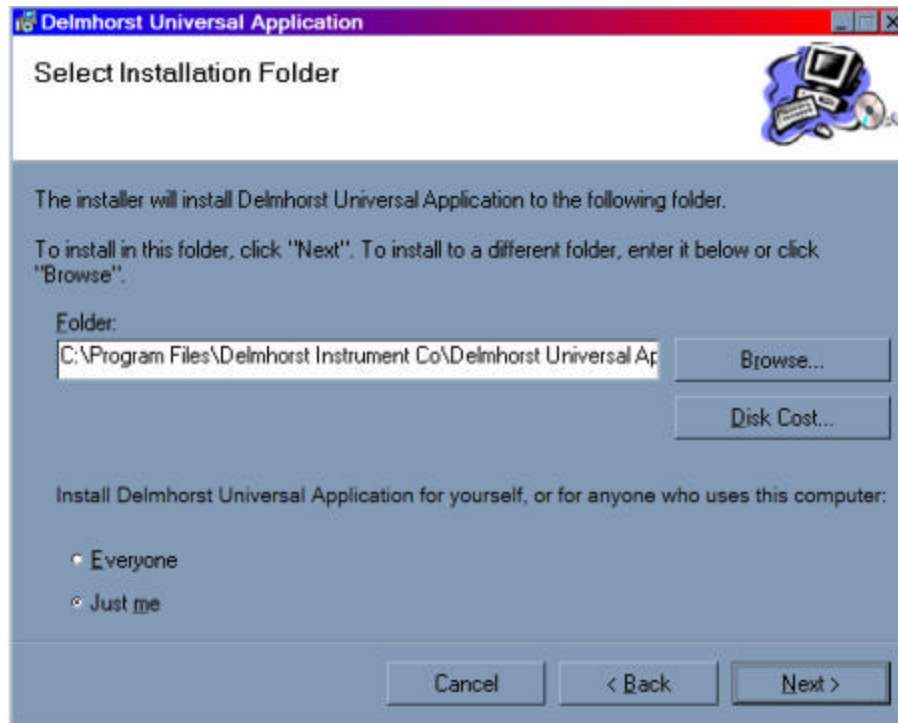 Delmhorst Universal Application
Select Installation Folder
The installer will install Delmhorst Universal Application to the following folder.
To install in this folder, click "Next". To install to a different folder, enter it below or click
"Browse".
Folder:
C:\Program Files\Delmhorst Instrument Co\Delmhorst Universal Ap
Browse...
Disk Cost...
Install Delmhorst Universal Application for yourself, or for anyone who uses this computer:
Everyone
Just me
Cancel
< Back
Next >